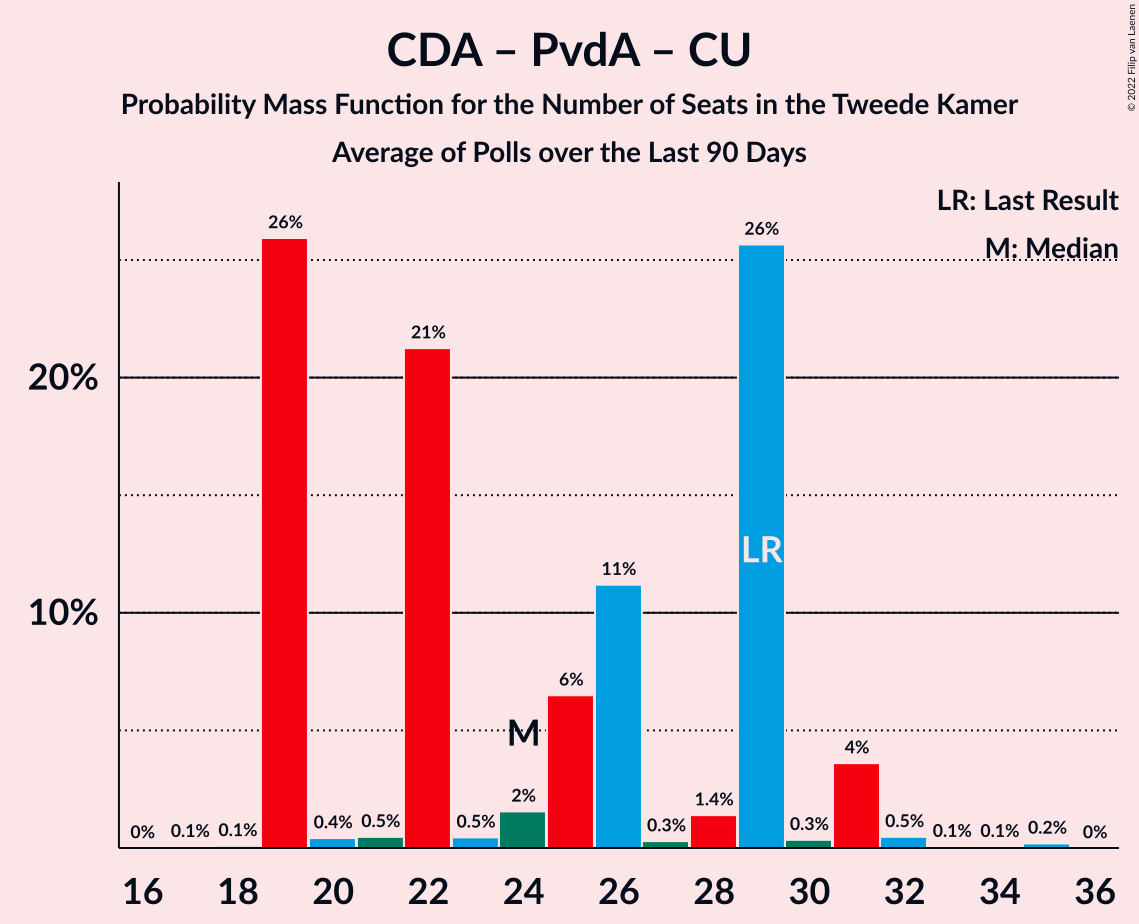 CDA – PvdA – CU
Probability Mass Function for the Number of Seats in the Tweede Kamer
Average of Polls over the Last 90 Days
© 2022 Filip van Laenen
LR: Last Result
M: Median
20%
10%
0%
0.1%
0.1%
26%
0.4%
0.5%
21%
0.5%
2%
M
6%
11%
0.3%
1.4%
26%
LR
0.3%
4%
0.5%
0.1%
0.1%
0.2%
0%
16 18 20 22 24 26 28 30 32 34 36